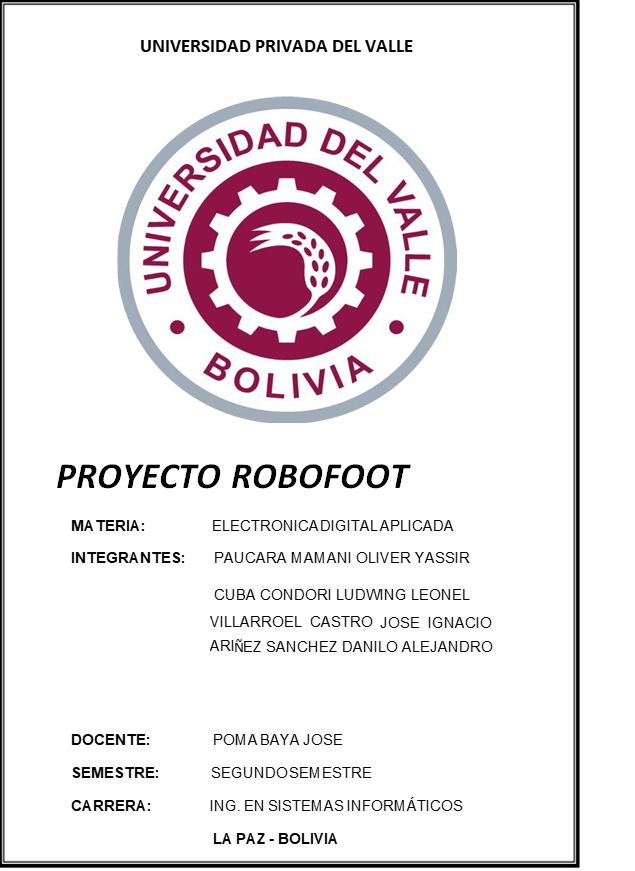 UNIVERSIDAD PRIVADA DEL VALLE
UNIVERSIDAD DEL VALLE
BOLIVIA
PROYECTO ROBOFOOT
MATERIA: ELECTRONICA DIGITAL APLICADA
INTEGRANTES: PAUCARA MAMANI OLIVER YASSIR
CUBA CONDORI LUDWING LEONEL
VILLARROEL CASTRO JOSE IGNACIO
ARIÑEZ SANCHEZ DANILO ALEJANDRO
DOCENTE: POMA BAYA JOSE
SEMESTRE: SEGUNDO SEMESTRE
CARRERA: ING. EN SISTEMAS INFORMÁTICOS
LA PAZ - BOLIVIA